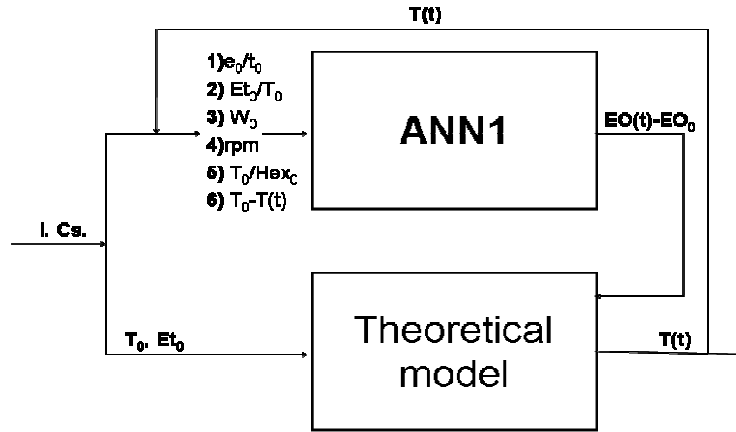 T(t)
1)e₀/t₀
2) Et₀/T₀
3) W₀
4)rpm
5) T₀/Hex₀
6) T₀-T(t)
ANN1
EO(t)-EO₀
I. Cs.
T₀. Et₀
Theoretical
model
T(t)